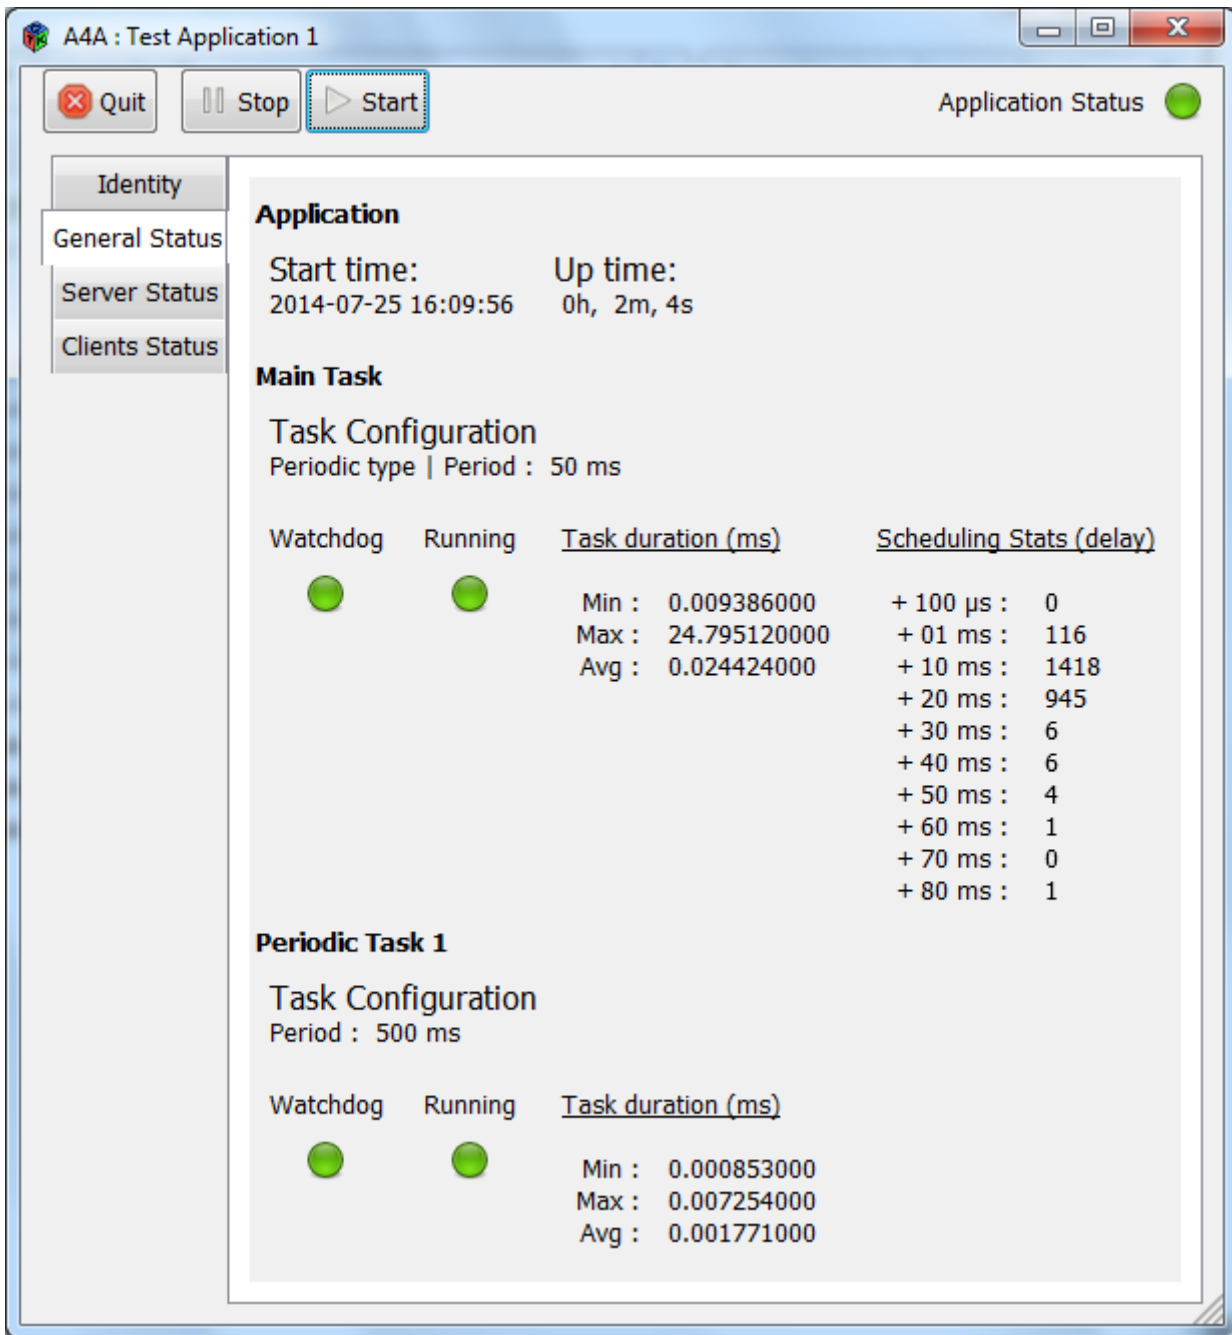 A4A : Test Application 1
Quit Stop Start Application Status
Identity
General Status
Server Status
Clients Status
Application
Start time: Up time:
2014-07-25 16:09:56 0h, 2m, 4s
Main Task
Task Configuration
Periodic type | Period : 50 ms
Watchdog Running Task duration (ms) Scheduling Stats (delay)
Min : 0.009386000 + 100 µs : 0
Max : 24.795120000 + 01 ms : 116
Avg : 0.024424000 + 10 ms : 1418
+ 20 ms : 945
+ 30 ms : 6
+ 40 ms : 6
+ 50 ms : 4
+ 60 ms : 1
+ 70 ms : 0
+ 80 ms : 1
Periodic Task 1
Task Configuration
Period : 500 ms
Watchdog Running Task duration (ms)
Min : 0.000853000
Max : 0.007254000
Avg : 0.001771000